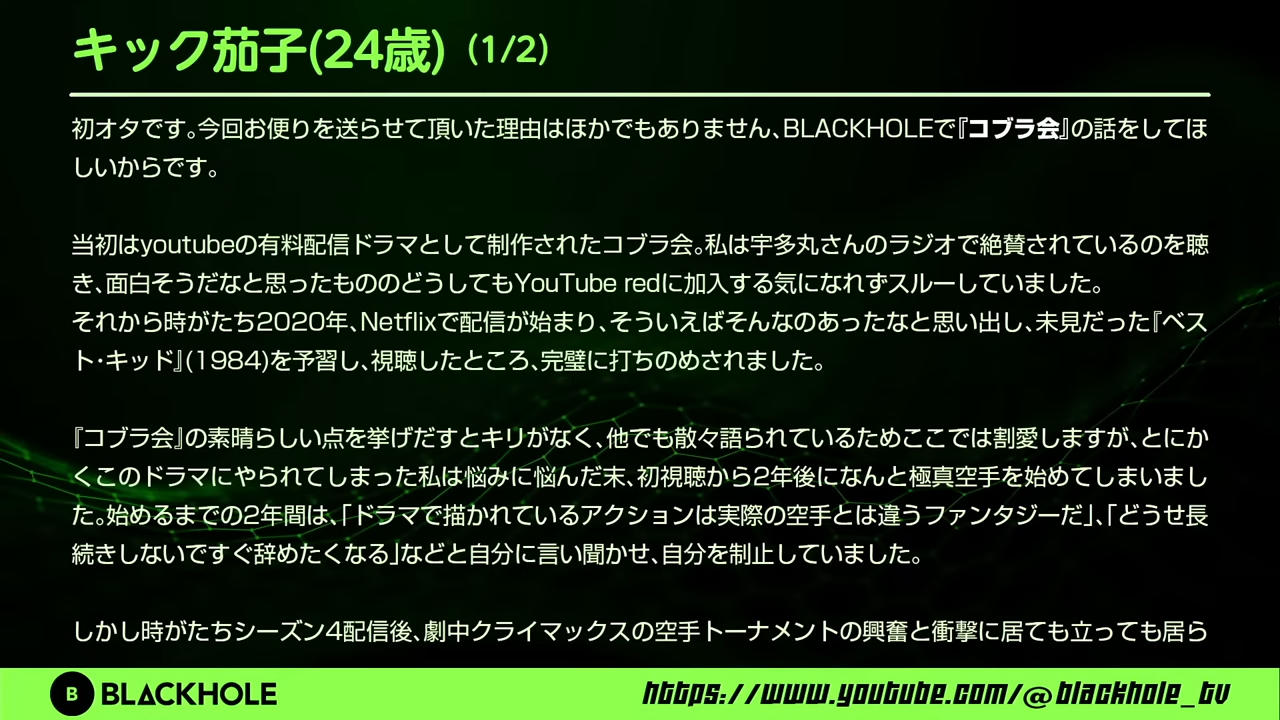 キック茄子(24歳) (1/2)
初オタです。今回お便りを送らせて頂いた理由はほかでもありません、BLACKHOLEで『コブラ会』の話をしてほ
しいからです。
当初はyoutubeの有料配信ドラマとして制作されたコブラ会。私は宇多丸さんのラジオで絶賛されているのを聴
き、面白そうだなと思ったもののどうしてもYouTube redに加入する気になれずスルーしていました。
それから時がたち2020年、Netflixで配信が始まり、そういえばそんなのあったなと思い出し、未見だった『ベス
ト・キッド』(1984)を予習し、視聴したところ、完璧に打ちのめされました。
『コブラ会』の素晴らしい点を挙げだすとキリがなく、他でも散々語られているためここでは割愛しますが、とにか
くこのドラマにやられてしまった私は悩みに悩んだ末、初視聴から2年後になんと極真空手を始めてしまいまし
た。始めるまでの2年間は、「ドラマで描かれているアクションは実際の空手とは違うファンタジーだ」、「どうせ長
続きしないですぐ辞めたくなる」などと自分に言い聞かせ、自分を制止していました。
しかし時がたちシーズン4配信後、劇中クライマックスの空手トーナメントの興奮と衝撃に居ても立っても居ら
B BLACKHOLE https://www.youtube.com/@blackhole_tv